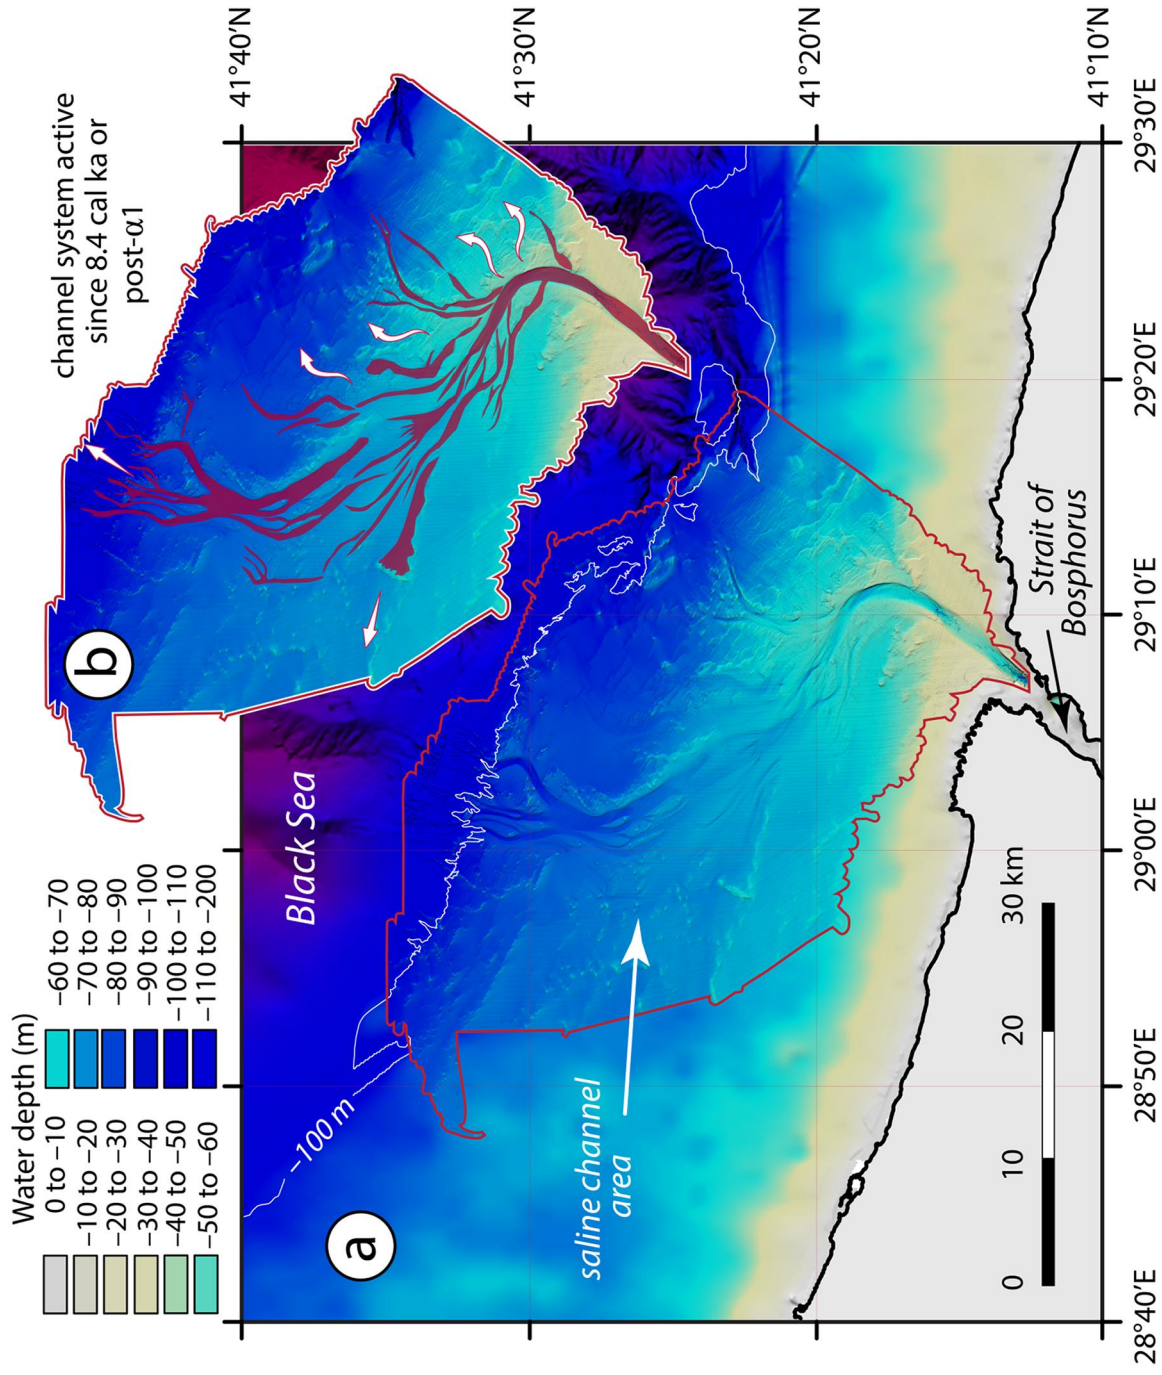 Water depth (m)
0 to −10
−10 to −20
−20 to −30
−30 to −40
−40 to −50
−50 to −60
−60 to −70
−70 to −80
−80 to −90
−90 to −100
−100 to −110
−110 to −200
channel system active
since 8.4 cal ka or
post-α1
b
Black Sea
−100 m
a
saline channel
area
Strait of
Bosphorus
0
10
20
30 km
41°40′N
41°30′N
41°20′N
41°10′N
28°40′E
28°50′E
29°00′E
29°10′E
29°20′E
29°30′E